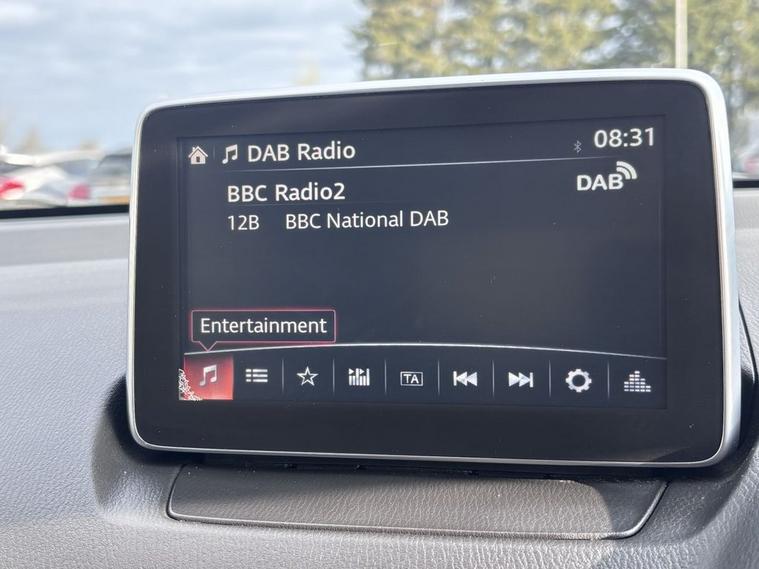 DAB Radio
08:31
BBC Radio2
DAB
12B BBC National DAB
Entertainment
TA